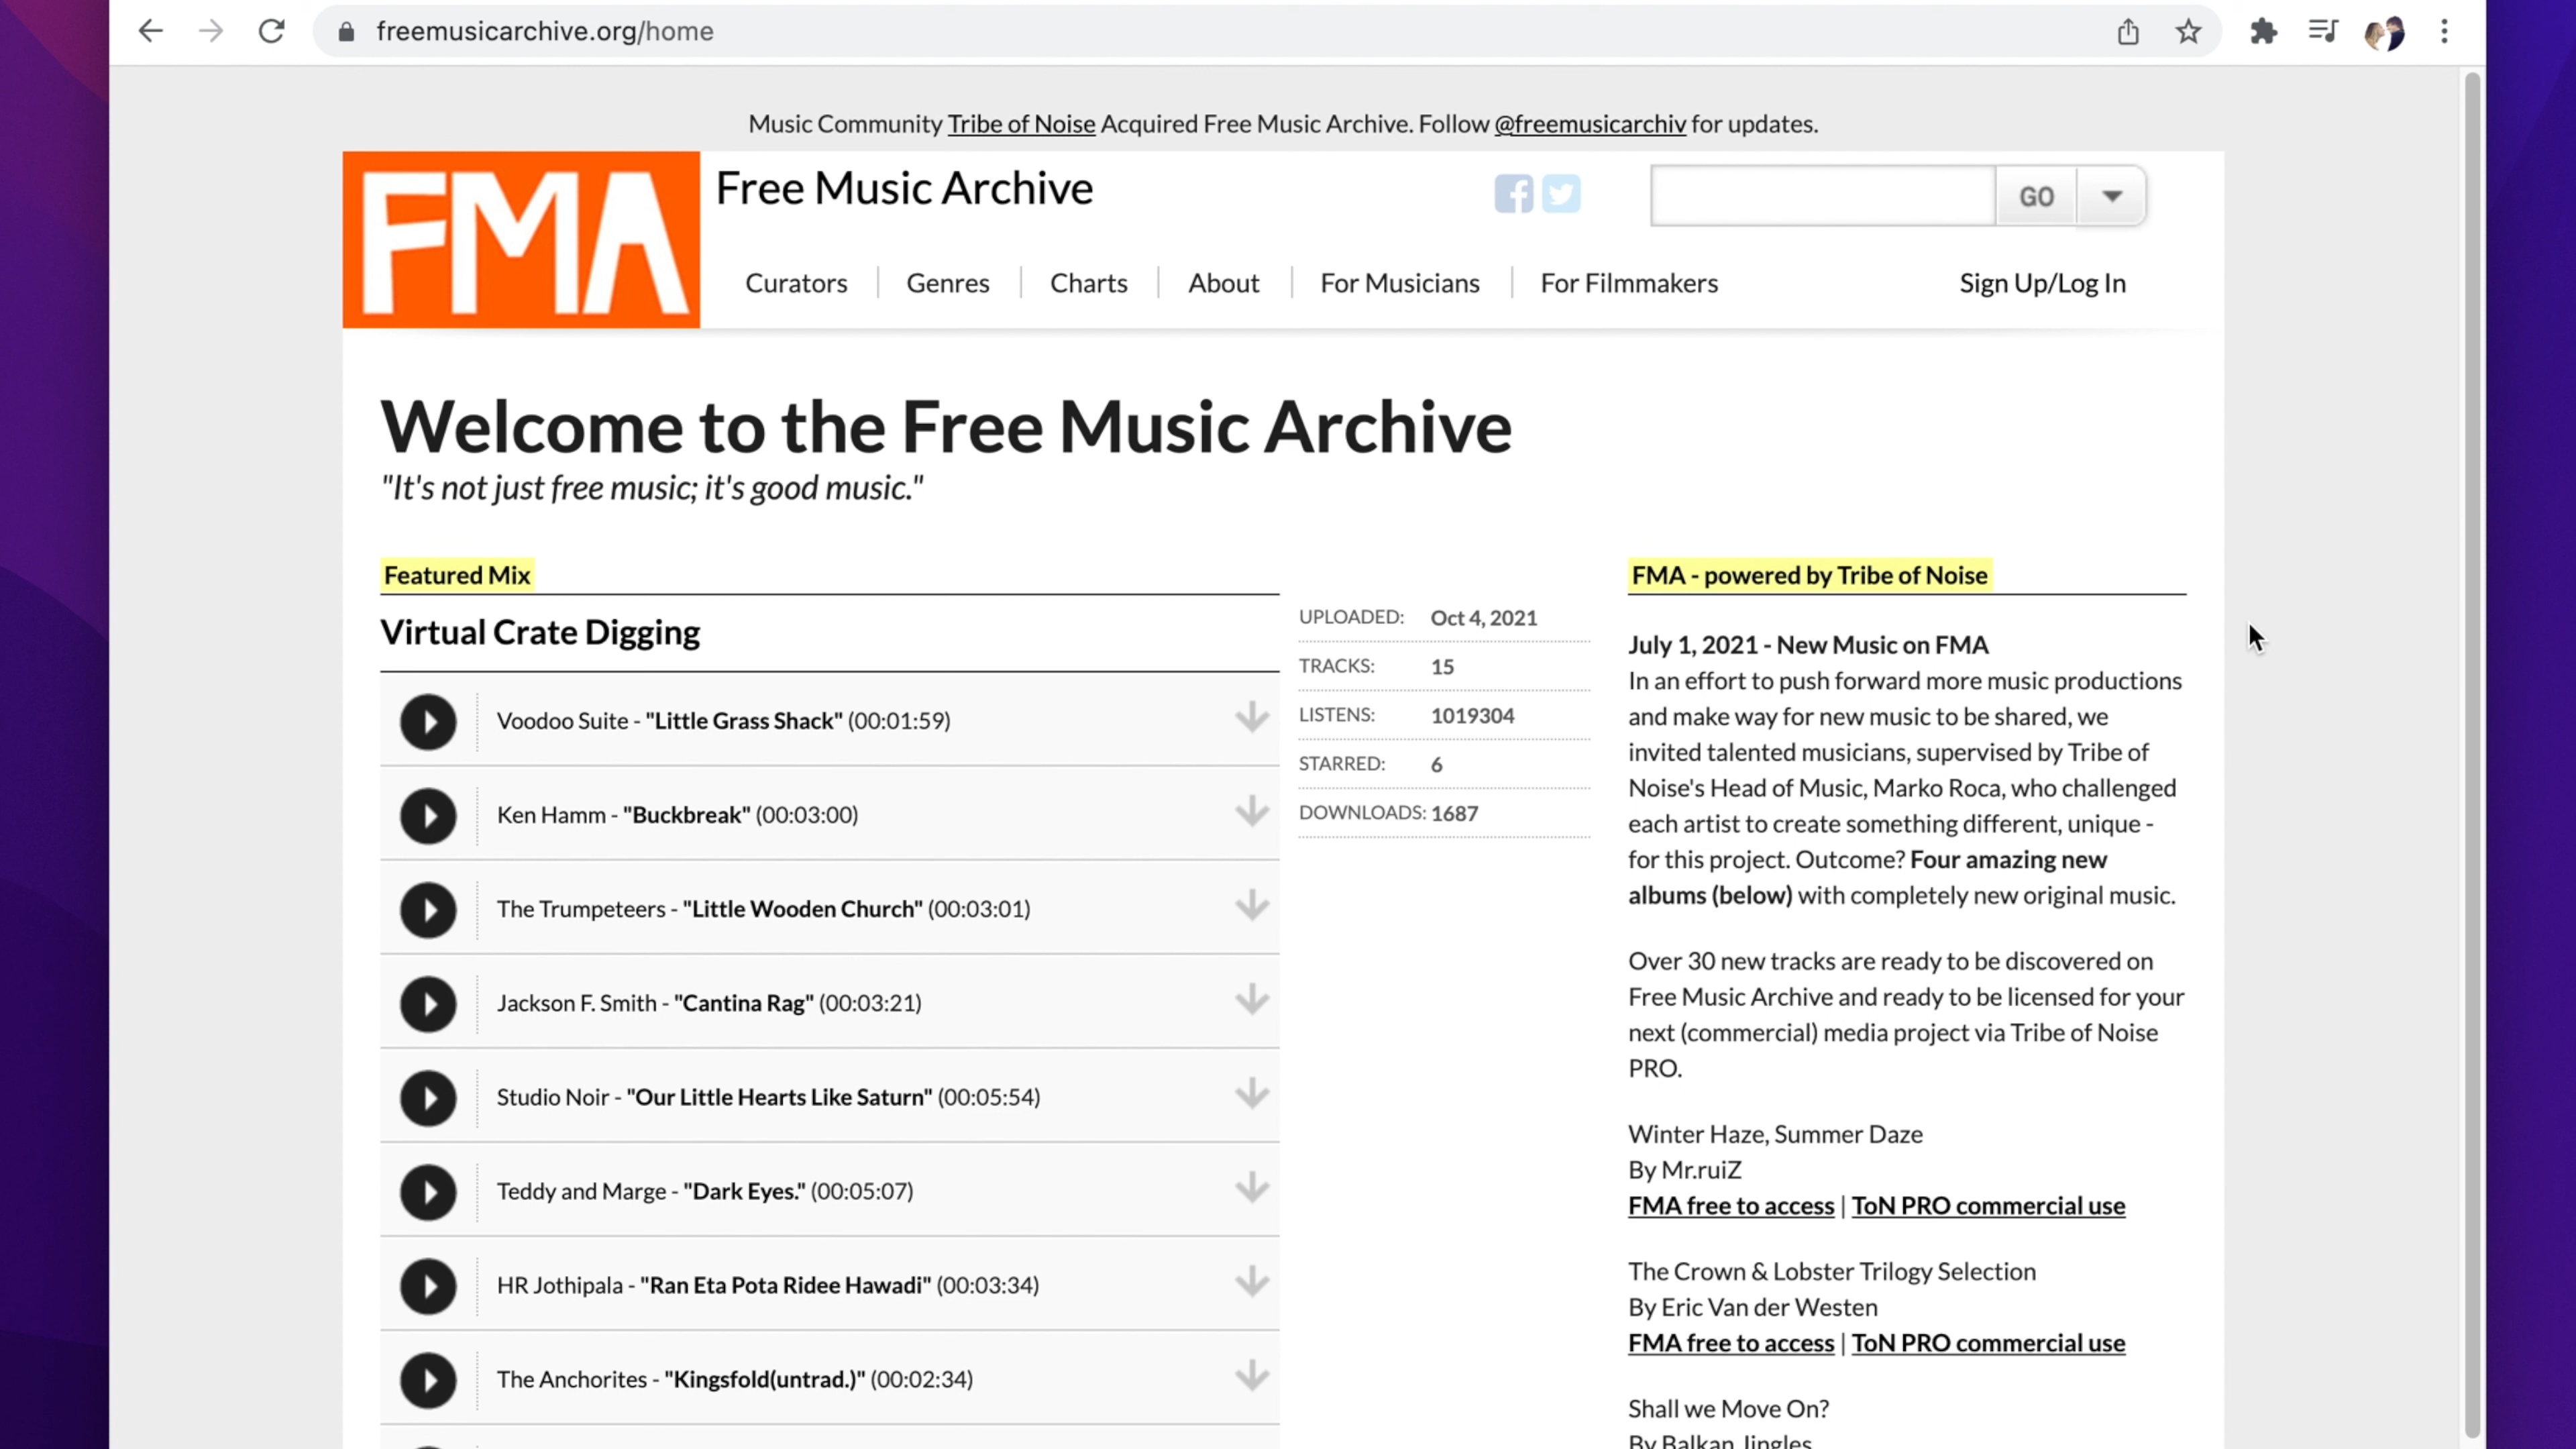 freemusicarchive.org/home
Music Community Tribe of Noise Acquired Free Music Archive. Follow @freemusicarchiv for updates.
FMA
Free Music Archive
GO
Curators
Genres
Charts
About
For Musicians
For Filmmakers
Sign Up/Log In
Welcome to the Free Music Archive
"It's not just free music; it's good music."
Featured Mix
Virtual Crate Digging
Voodoo Suite - "Little Grass Shack" (00:01:59)
Ken Hamm - "Buckbreak" (00:03:00)
The Trumpeteers - "Little Wooden Church" (00:03:01)
Jackson F. Smith - "Cantina Rag" (00:03:21)
Studio Noir - "Our Little Hearts Like Saturn" (00:05:54)
Teddy and Marge - "Dark Eyes." (00:05:07)
HR Jothipala - "Ran Eta Pota Ridee Hawadi" (00:03:34)
The Anchorites - "Kingsfold(untrad.)" (00:02:34)
UPLOADED: Oct 4, 2021
TRACKS: 15
LISTENS: 1019304
STARRED: 6
DOWNLOADS: 1687
FMA - powered by Tribe of Noise
July 1, 2021 - New Music on FMA
In an effort to push forward more music productions
and make way for new music to be shared, we
invited talented musicians, supervised by Tribe of
Noise's Head of Music, Marko Roca, who challenged
each artist to create something different, unique -
for this project. Outcome? Four amazing new
albums (below) with completely new original music.
Over 30 new tracks are ready to be discovered on
Free Music Archive and ready to be licensed for your
next (commercial) media project via Tribe of Noise
PRO.
Winter Haze, Summer Daze
By Mr.ruiZ
FMA free to access | ToN PRO commercial use
The Crown & Lobster Trilogy Selection
By Eric Van der Westen
FMA free to access | ToN PRO commercial use
Shall we Move On?
By Balkan Jingles